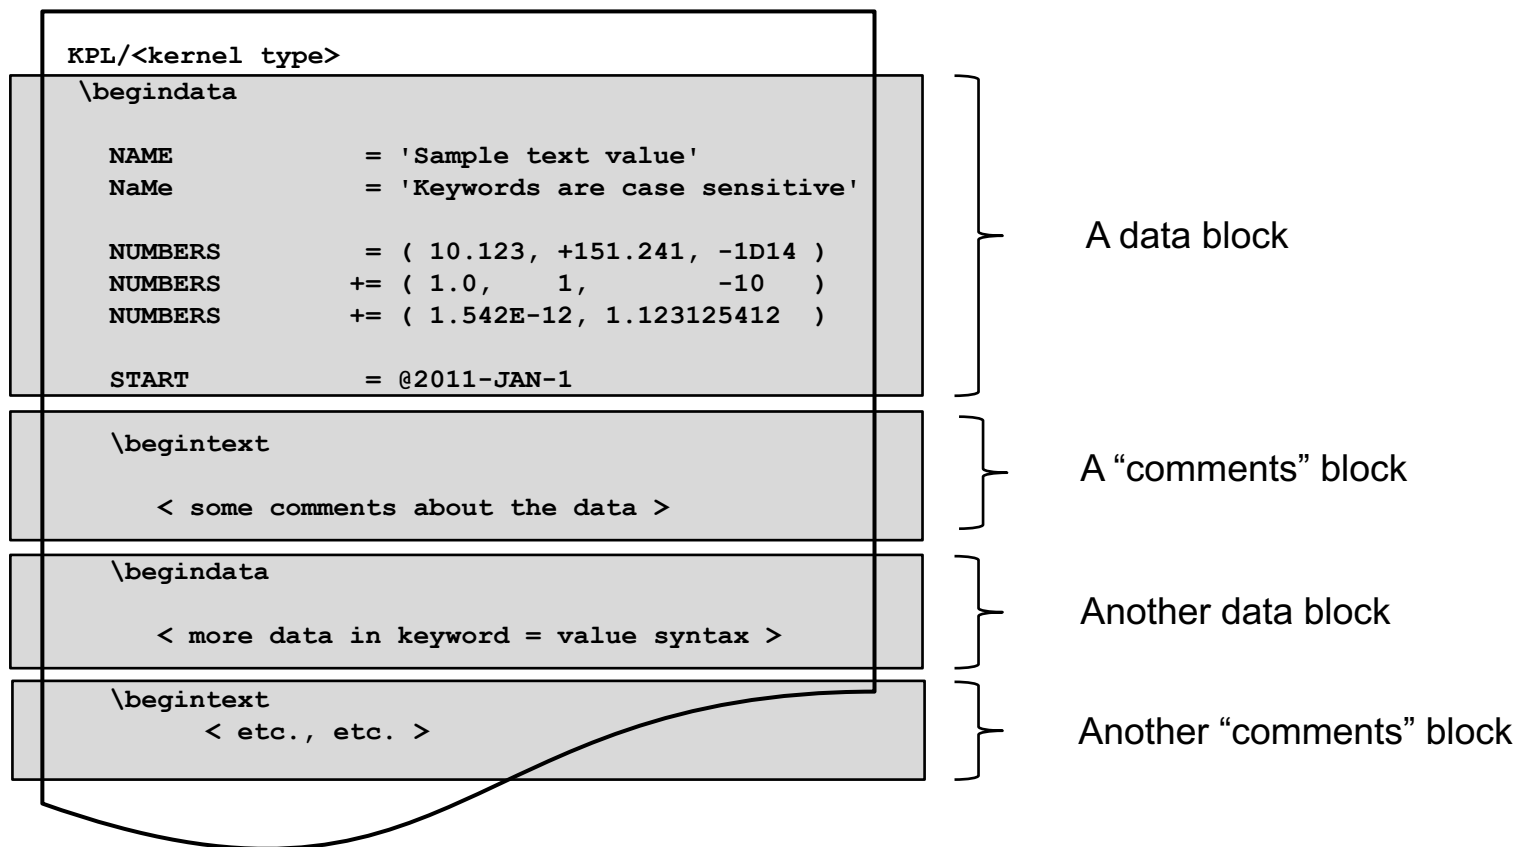 KPL/<kernel type>
\begindata
NAME = 'Sample text value'
NaMe = 'Keywords are case sensitive'
NUMBERS = ( 10.123, +151.241, -1D14 )
NUMBERS += ( 1.0, 1, -10 )
NUMBERS += ( 1.542E-12, 1.123125412 )
START = @2011-JAN-1
A data block
\begintext
< some comments about the data >
A “comments” block
\begindata
< more data in keyword = value syntax >
Another data block
\begintext
< etc., etc. >
Another “comments” block